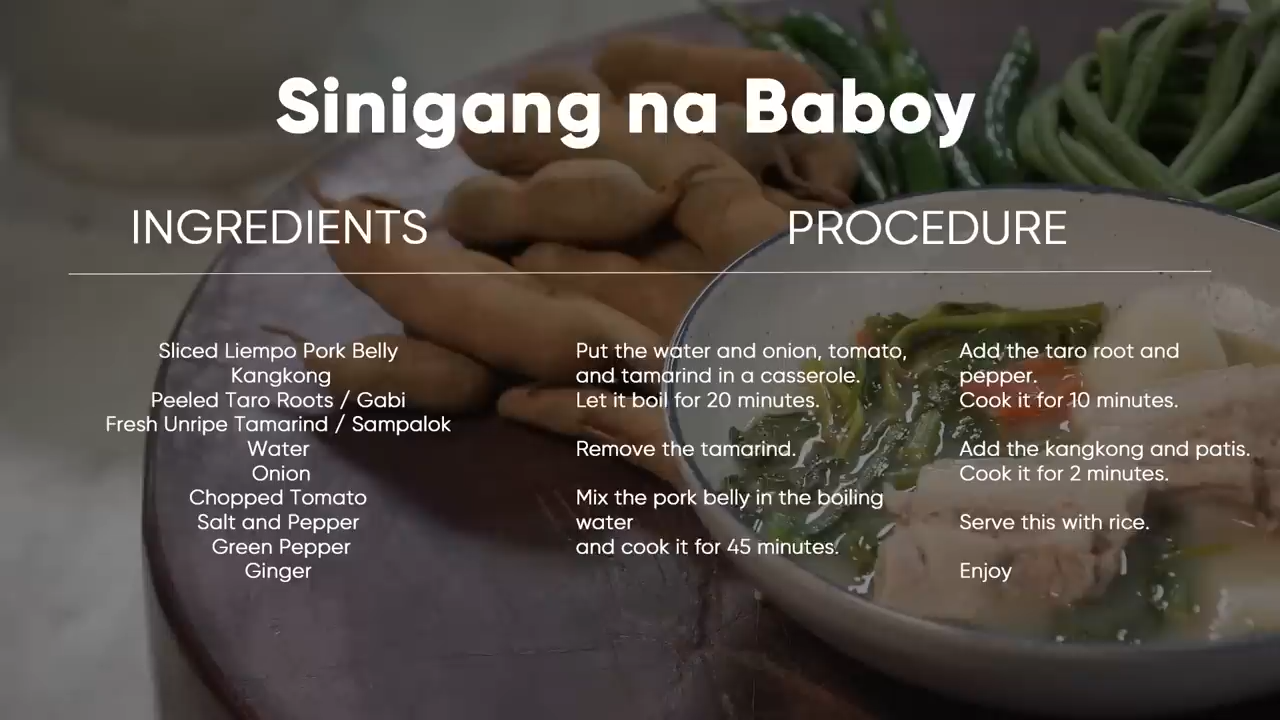 Sinigang na Baboy
INGREDIENTS
Sliced Liempo Pork Belly
Kangkong
Peeled Taro Roots / Gabi
Fresh Unripe Tamarind / Sampalok
Water
Onion
Chopped Tomato
Salt and Pepper
Green Pepper
Ginger
PROCEDURE
Put the water and onion, tomato,
and tamarind in a casserole.
Let it boil for 20 minutes.
Remove the tamarind.
Mix the pork belly in the boiling
water
and cook it for 45 minutes.
Add the taro root and
pepper.
Cook it for 10 minutes.
Add the kangkong and patis.
Cook it for 2 minutes.
Serve this with rice.
Enjoy